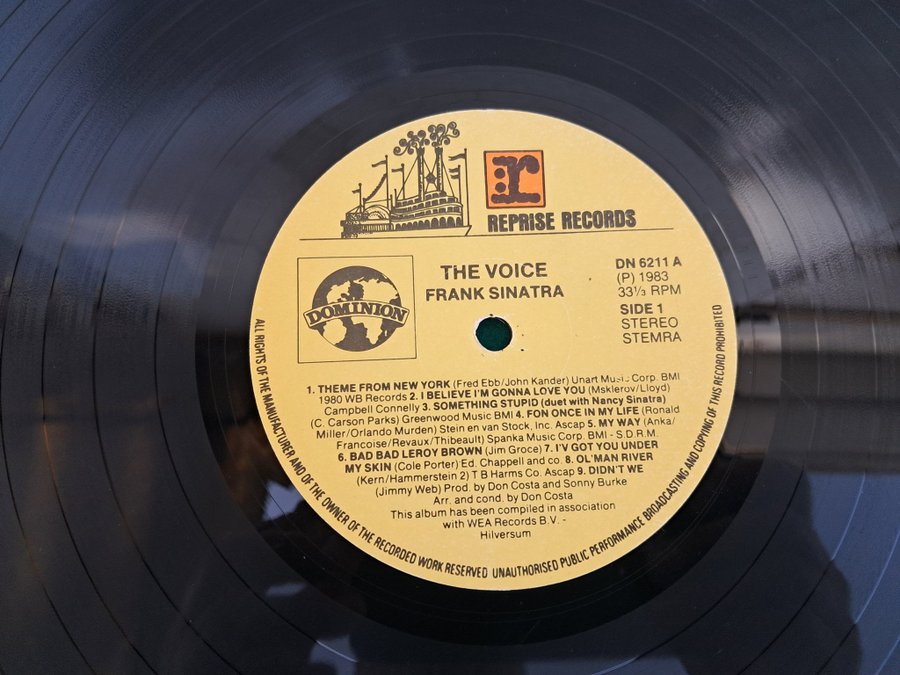 r
REPRISE RECORDS
DOMINION
THE VOICE
FRANK SINATRA
DN 6211 A
(P) 1983
33⅓ RPM
SIDE 1
STEREO
STEMRA
1. THEME FROM NEW YORK (Fred Ebb/John Kander) Unart Music Corp. BMI
1980 WB Records 2. I BELIEVE I'M GONNA LOVE YOU (Msklerov/Lloyd)
Campbell Connelly 3. SOMETHING STUPID (duet with Nancy Sinatra)
(C. Carson Parks) Greenwood Music BMI 4. FON ONCE IN MY LIFE (Ronald
Miller/Orlando Murden) Stein en van Stock, Inc. Ascap 5. MY WAY (Anka/
Francoise/Revaux/Thibeault) Spanka Music Corp. BMI - S.D.R.M.
6. BAD BAD LEROY BROWN (Jim Groce) 7. I'V GOT YOU UNDER
MY SKIN (Cole Porter) Ed. Chappell and co. 8. OL'MAN RIVER
(Kern/Hammerstein 2) T B Harms Co. Ascap 9. DIDN'T WE
(Jimmy Web) Prod. by Don Costa and Sonny Burke
Arr. and cond. by Don Costa
This album has been compiled in association
with WEA Records B.V. -
Hilversum
ALL RIGHTS OF THE MANUFACTURER AND OF THE OWNER OF THE RECORDED WORK RESERVED UNAUTHORISED PUBLIC PERFORMANCE BROADCASTING AND COPYING OF THIS RECORD PROHIBITED